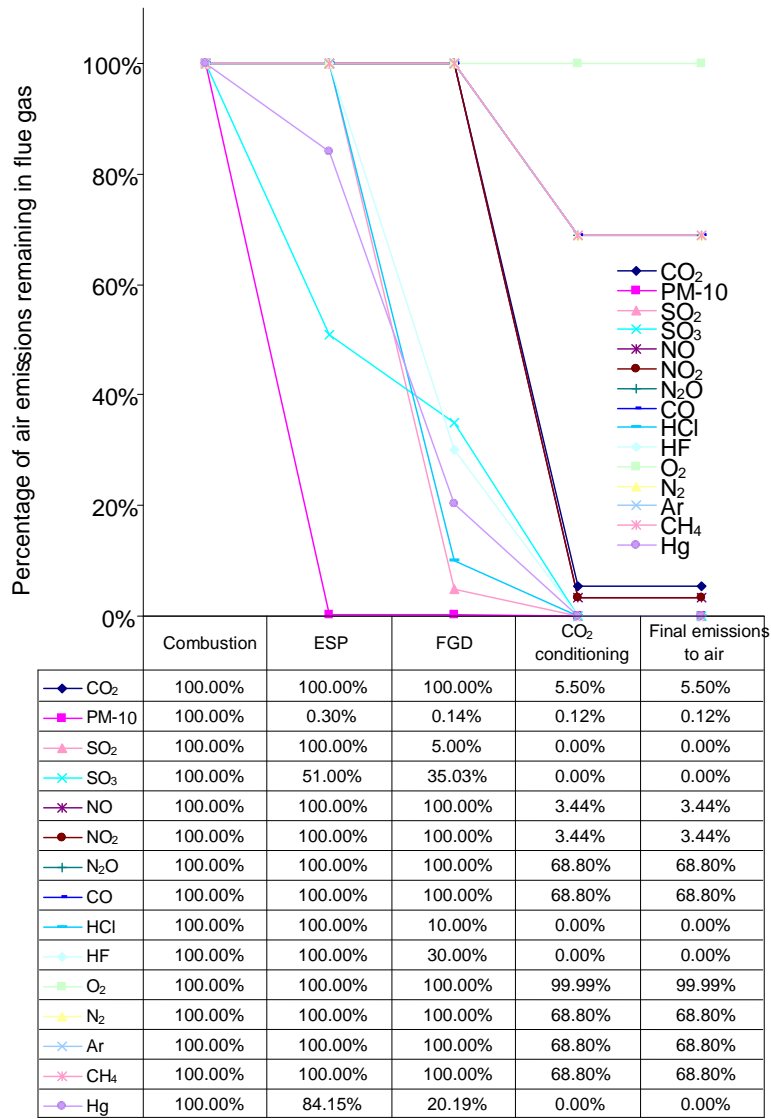 Percentage of air emissions remaining in flue gas
100%
80%
60%
40%
20%
0%
CO₂
PM-10
SO₂
SO₃
NO
NO₂
N₂O
CO
HCl
HF
O₂
N₂
Ar
CH₄
Hg
Combustion ESP FGD CO₂ conditioning Final emissions to air
CO₂ 100.00% 100.00% 100.00% 5.50% 5.50%
PM-10 100.00% 0.30% 0.14% 0.12% 0.12%
SO₂ 100.00% 100.00% 5.00% 0.00% 0.00%
SO₃ 100.00% 51.00% 35.03% 0.00% 0.00%
NO 100.00% 100.00% 100.00% 3.44% 3.44%
NO₂ 100.00% 100.00% 100.00% 3.44% 3.44%
N₂O 100.00% 100.00% 100.00% 68.80% 68.80%
CO 100.00% 100.00% 100.00% 68.80% 68.80%
HCl 100.00% 100.00% 10.00% 0.00% 0.00%
HF 100.00% 100.00% 30.00% 0.00% 0.00%
O₂ 100.00% 100.00% 100.00% 99.99% 99.99%
N₂ 100.00% 100.00% 100.00% 68.80% 68.80%
Ar 100.00% 100.00% 100.00% 68.80% 68.80%
CH₄ 100.00% 100.00% 100.00% 68.80% 68.80%
Hg 100.00% 84.15% 20.19% 0.00% 0.00%